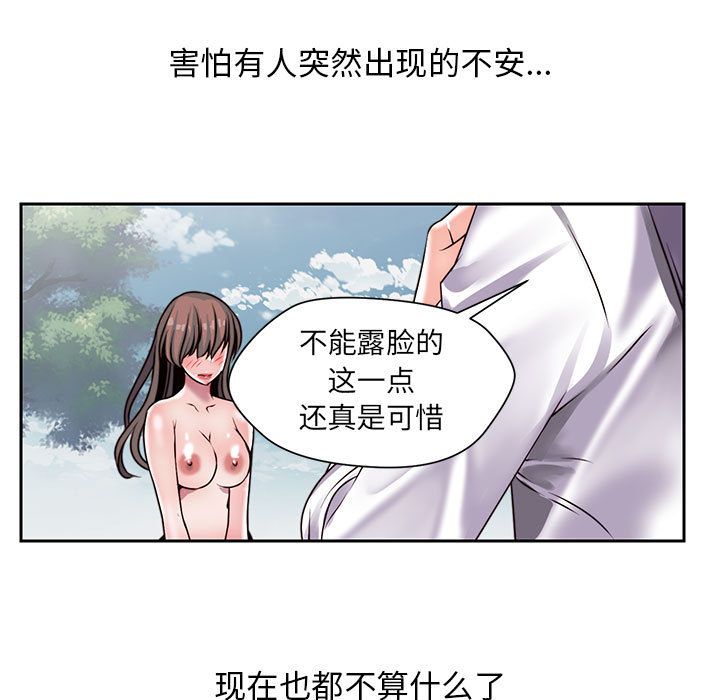 害怕有人突然出现的不安...
不能露脸的
这一点
还真是可惜
现在也都不算什么了